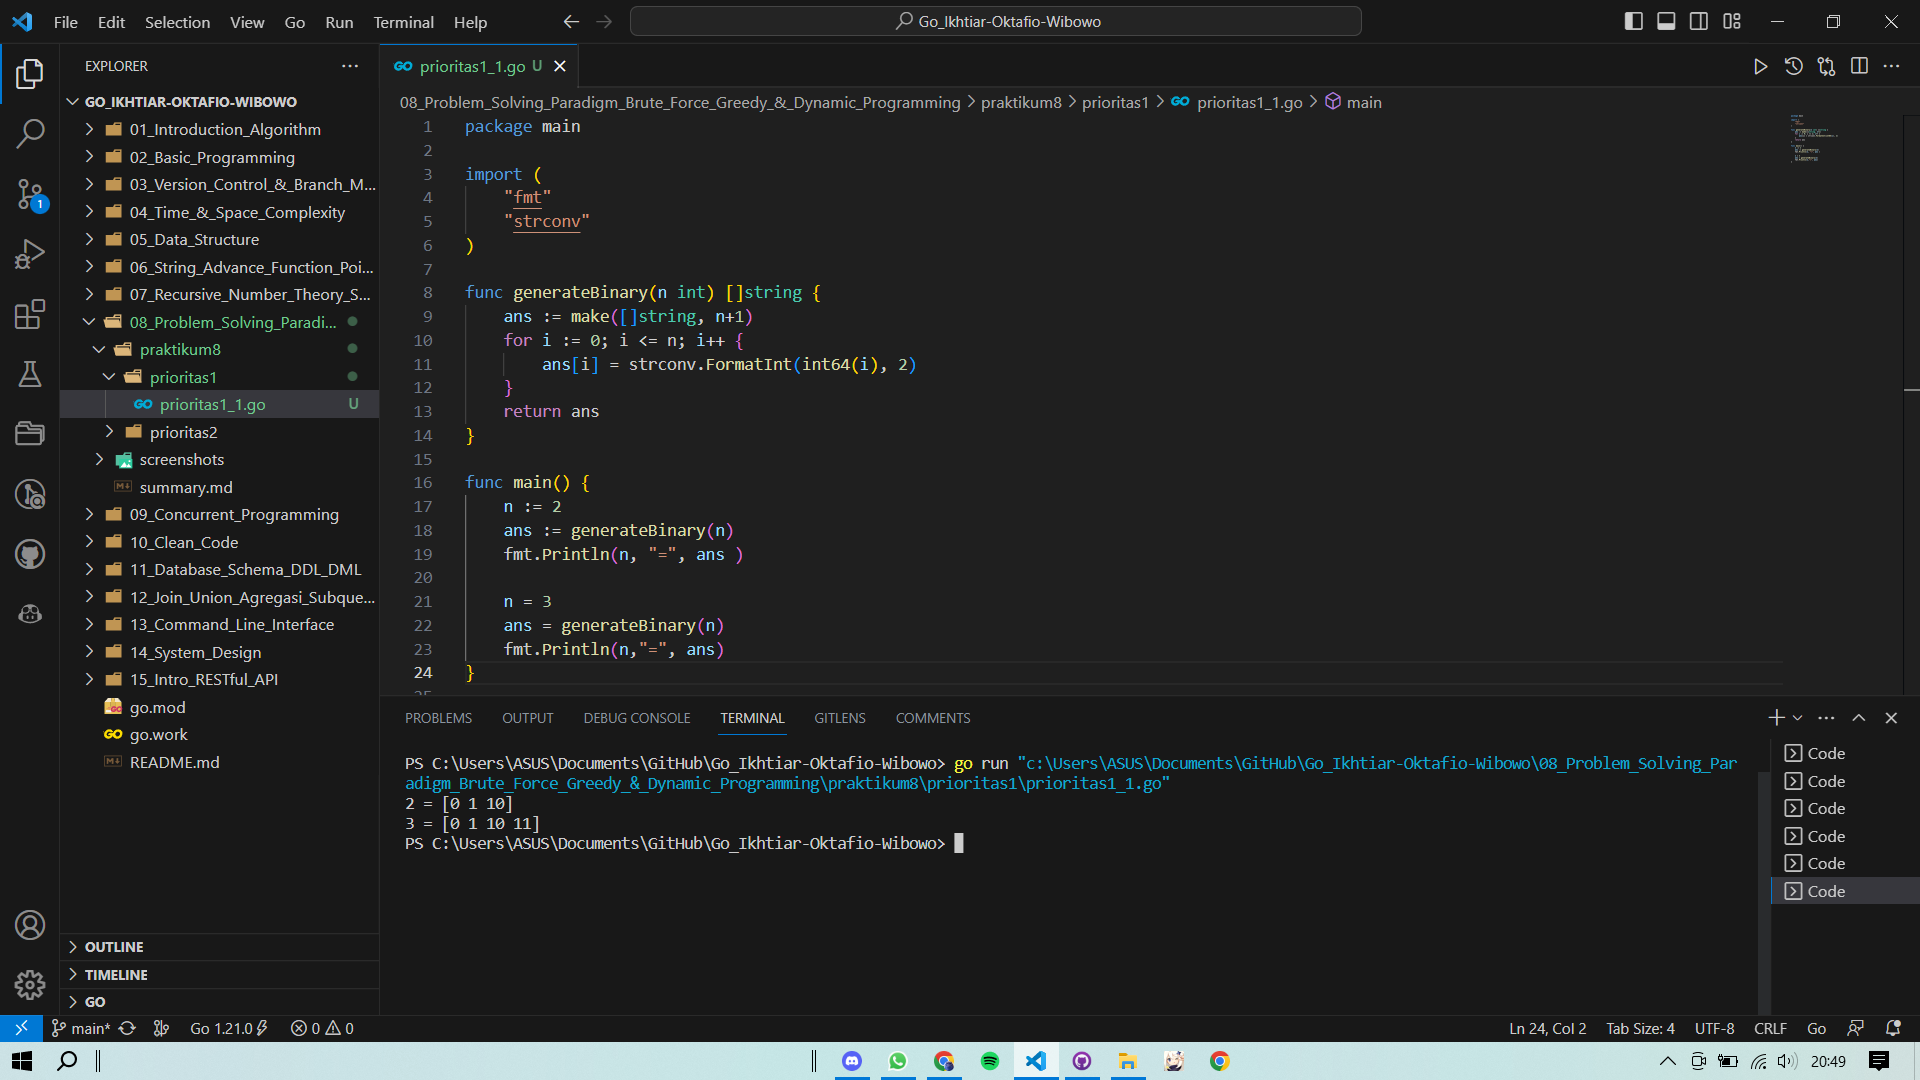 File Edit Selection View Go Run Terminal Help
Go_Ikhtiar-Oktafio-Wibowo
EXPLORER
GO_IKHTIAR-OKTAFIO-WIBOWO
01_Introduction_Algorithm
02_Basic_Programming
03_Version_Control_&_Branch_M...
04_Time_&_Space_Complexity
05_Data_Structure
06_String_Advance_Function_Poi...
07_Recursive_Number_Theory_S...
08_Problem_Solving_Paradi...
praktikum8
prioritas1
prioritas1_1.go U
prioritas2
screenshots
summary.md
09_Concurrent_Programming
10_Clean_Code
11_Database_Schema_DDL_DML
12_Join_Union_Agregasi_Subque...
13_Command_Line_Interface
14_System_Design
15_Intro_RESTful_API
go.mod
go.work
README.md
OUTLINE
TIMELINE
GO
prioritas1_1.go U
08_Problem_Solving_Paradigm_Brute_Force_Greedy_&_Dynamic_Programming > praktikum8 > prioritas1 > prioritas1_1.go > main
1 package main
2
3 import (
4 "fmt"
5 "strconv"
6 )
7
8 func generateBinary(n int) []string {
9 ans := make([]string, n+1)
10 for i := 0; i <= n; i++ {
11 ans[i] = strconv.FormatInt(int64(i), 2)
12 }
13 return ans
14 }
15
16 func main() {
17 n := 2
18 ans := generateBinary(n)
19 fmt.Println(n, "=", ans )
20
21 n = 3
22 ans = generateBinary(n)
23 fmt.Println(n,"=", ans)
24 }
25
PROBLEMS OUTPUT DEBUG CONSOLE TERMINAL GITLENS COMMENTS
PS C:\Users\ASUS\Documents\GitHub\Go_Ikhtiar-Oktafio-Wibowo> go run "c:\Users\ASUS\Documents\GitHub\Go_Ikhtiar-Oktafio-Wibowo\08_Problem_Solving_Par
adigm_Brute_Force_Greedy_&_Dynamic_Programming\praktikum8\prioritas1\prioritas1_1.go"
2 = [0 1 10]
3 = [0 1 10 11]
PS C:\Users\ASUS\Documents\GitHub\Go_Ikhtiar-Oktafio-Wibowo>
Code
Code
Code
Code
Code
Code
1
main* Go 1.21.0 0 0
Ln 24, Col 2 Tab Size: 4 UTF-8 CRLF Go
20:49